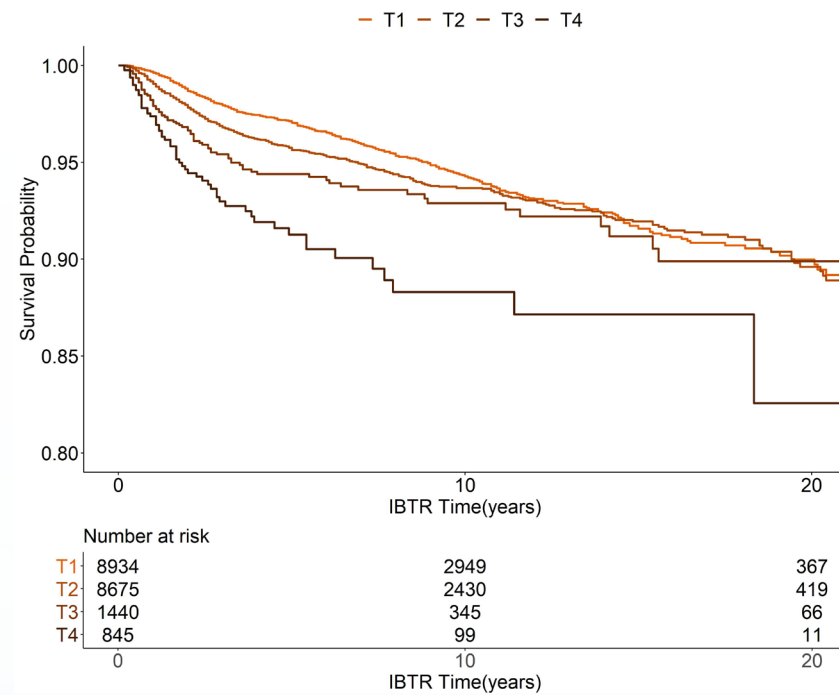 T1 T2 T3 T4
1.00
0.95
0.90
0.85
0.80
Survival Probability
0 10 20
IBTR Time(years)
Number at risk
T1 8934 2949 367
T2 8675 2430 419
T3 1440 345 66
T4 845 99 11
0 10 20
IBTR Time(years)